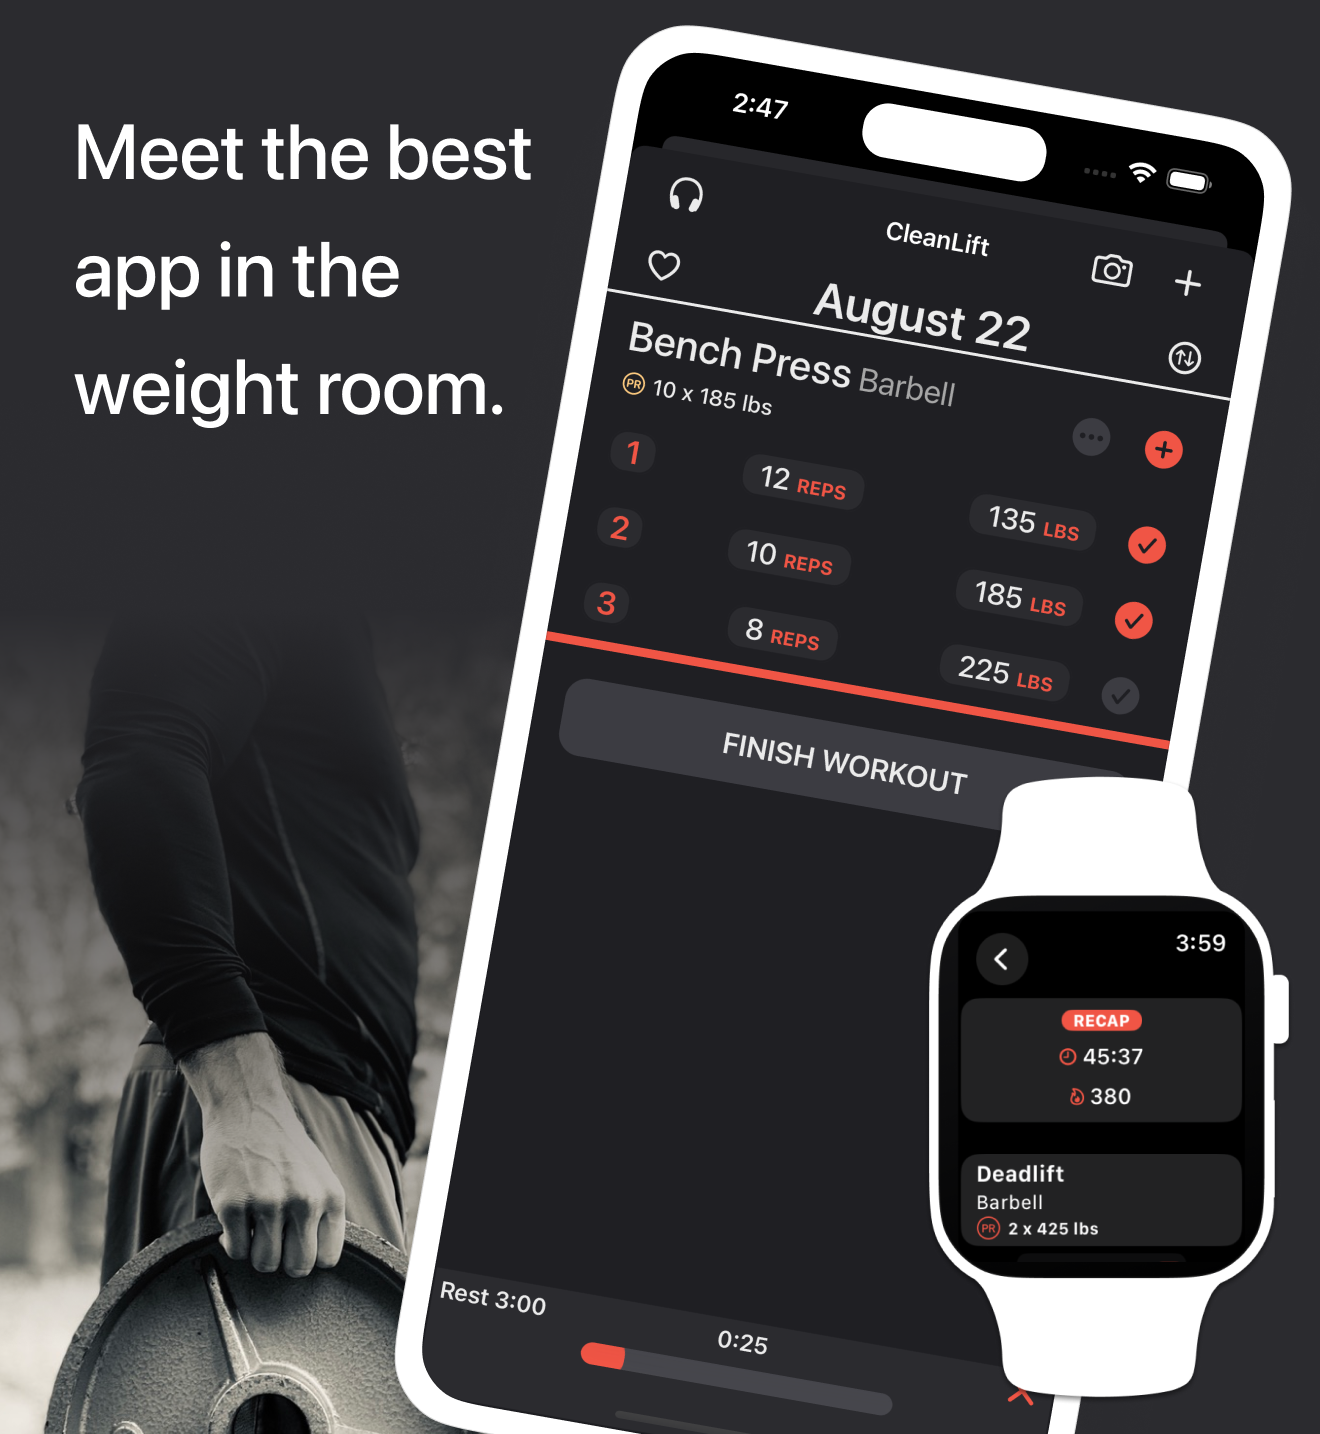 Meet the best
app in the
weight room.
2:47
CleanLift
August 22
Bench Press Barbell
PR 10 x 185 lbs
1 12 REPS 135 LBS
2 10 REPS 185 LBS
3 8 REPS 225 LBS
FINISH WORKOUT
Rest 3:00
0:25
3:59
RECAP
45:37
380
Deadlift
Barbell
PR 2 x 425 lbs